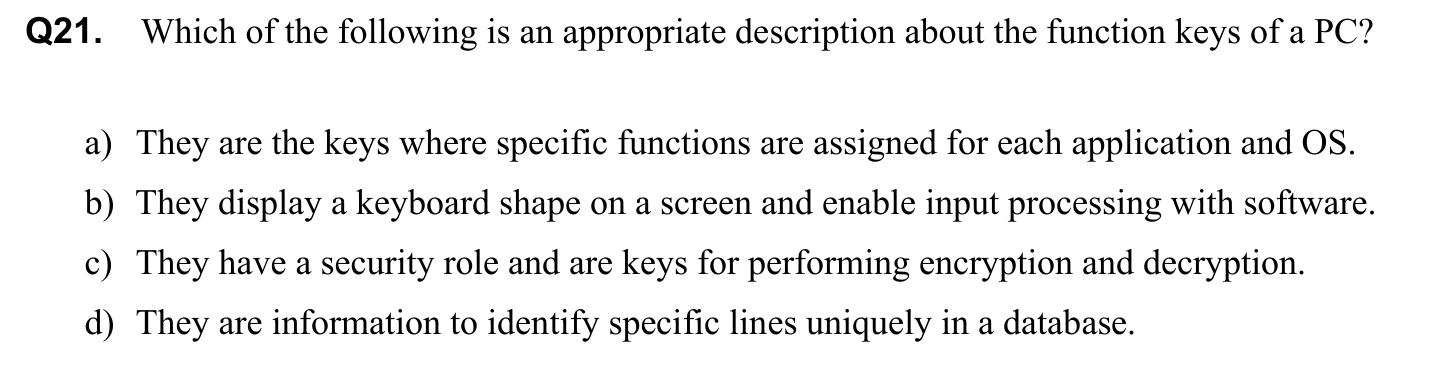 Q21. Which of the following is an appropriate description about the function keys of a PC?
a) They are the keys where specific functions are assigned for each application and OS.
b) They display a keyboard shape on a screen and enable input processing with software.
c) They have a security role and are keys for performing encryption and decryption.
d) They are information to identify specific lines uniquely in a database.